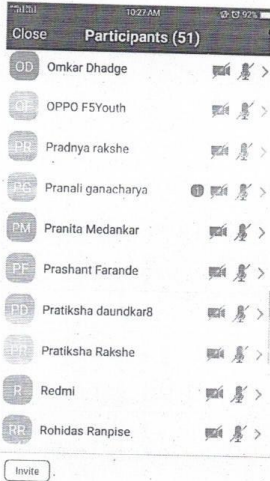 10:27 AM 92%
Close Participants (51)
OD Omkar Dhadge
OF OPPO F5Youth
PR Pradnya rakshe
PG Pranali ganacharya
PM Pranita Medankar
PF Prashant Farande
PD Pratiksha daundkar8
PR Pratiksha Rakshe
R Redmi
RR Rohidas Ranpise
Invite